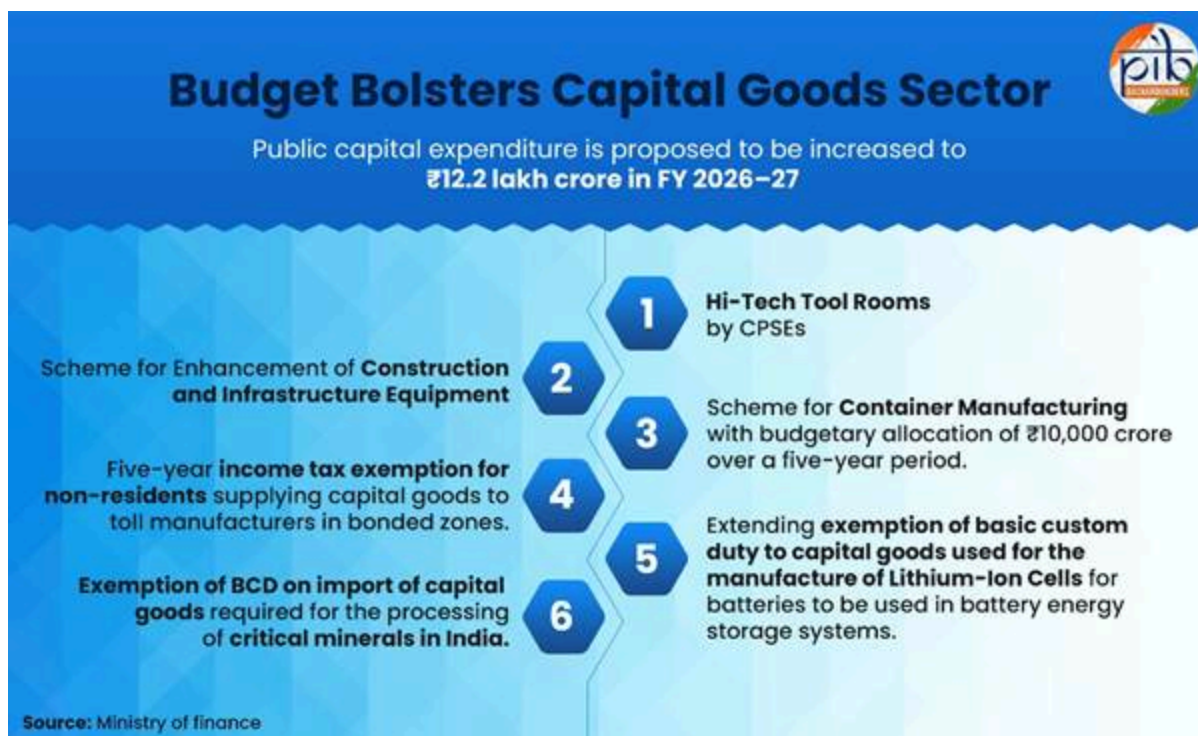 Budget Bolsters Capital Goods Sector
pib
Public capital expenditure is proposed to be increased to
₹12.2 lakh crore in FY 2026–27
1
Hi-Tech Tool Rooms
by CPSEs
2
Scheme for Enhancement of Construction
and Infrastructure Equipment
3
Scheme for Container Manufacturing
with budgetary allocation of ₹10,000 crore
over a five-year period.
4
Five-year income tax exemption for
non-residents supplying capital goods to
toll manufacturers in bonded zones.
5
Extending exemption of basic custom
duty to capital goods used for the
manufacture of Lithium-Ion Cells for
batteries to be used in battery energy
storage systems.
6
Exemption of BCD on import of capital
goods required for the processing
of critical minerals in India.
Source: Ministry of finance